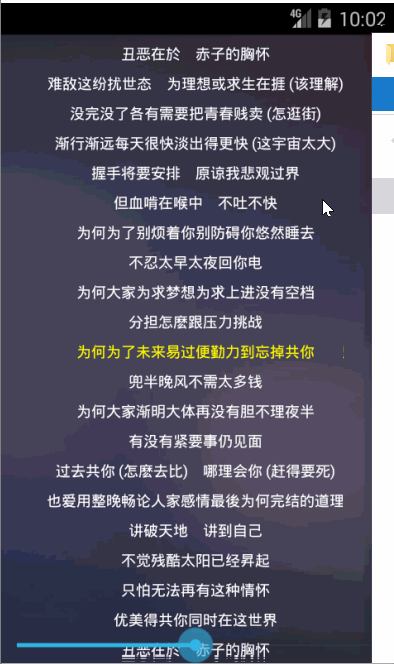 4G 10:02
丑恶在於 赤子的胸怀
难敌这纷扰世态 为理想或求生在捱 (该理解)
没完没了各有需要把青春贱卖 (怎逛街)
渐行渐远每天很快淡出得更快 (这宇宙太大)
握手将要安排 原谅我悲观过界
但血啃在喉中 不吐不快
为何为了别烦着你别防碍你悠然睡去
不忍太早太夜回你电
为何大家为求梦想为求上进没有空档
分担怎麽跟压力挑战
为何为了未来易过便勤力到忘掉共你
兜半晚风不需太多钱
为何大家渐明大体再没有胆不理夜半
有没有紧要事仍见面
过去共你 (怎麽去比) 哪理会你 (赶得要死)
也爱用整晚畅论人家感情最後为何完结的道理
讲破天地 讲到自己
不觉残酷太阳已经昇起
只怕无法再有这种情怀
优美得共你同时在这世界
丑恶在於 赤子的胸怀